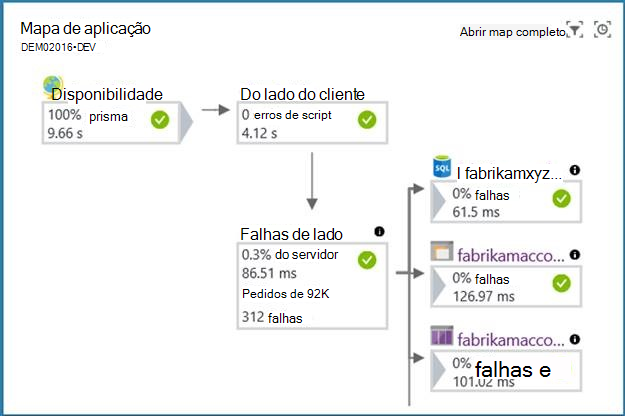 Mapa de aplicação
DEM02016•DEV
Abrir map completo
Disponibilidade
100% prisma
9.66 s
Do lado do cliente
0 erros de script
4.12 s
Falhas de lado
0.3% do servidor
86.51 ms
Pedidos de 92K
312 falhas
SQL
I fabrikamxyz...
0% falhas
61.5 ms
fabrikamacco...
0% falhas
126.97 ms
fabrikamacco...
0% falhas e
101.02 ms